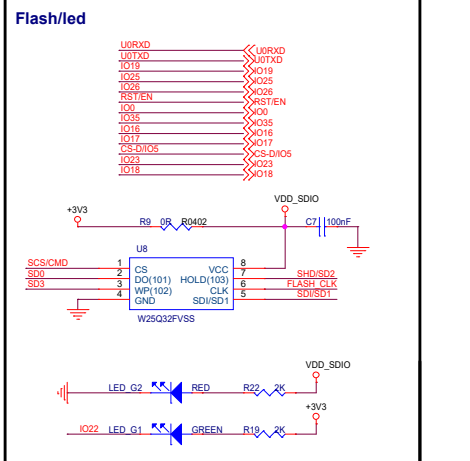 Flash/led
U0RXD U0RXD
U0TXD U0TXD
IO19 IO19
IO25 IO25
IO26 IO26
RST/EN RST/EN
IO0 IO0
IO35 IO35
IO16 IO16
IO17 IO17
CS-D/IO5 CS-D/IO5
IO23 IO23
IO18 IO18
VDD_SDIO
+3V3
R9 0R R0402 C7 100nF
U8
SCS/CMD 1 CS VCC 8
SD0 2 DO(101) HOLD(103) 7 SHD/SD2
SD3 3 WP(102) CLK 6 FLASH_CLK
4 GND SDI/SD1 5 SDI/SD1
W25Q32FVSS
VDD_SDIO
LED_G2 RED R22 2K
+3V3
IO22 LED_G1 GREEN R19 2K